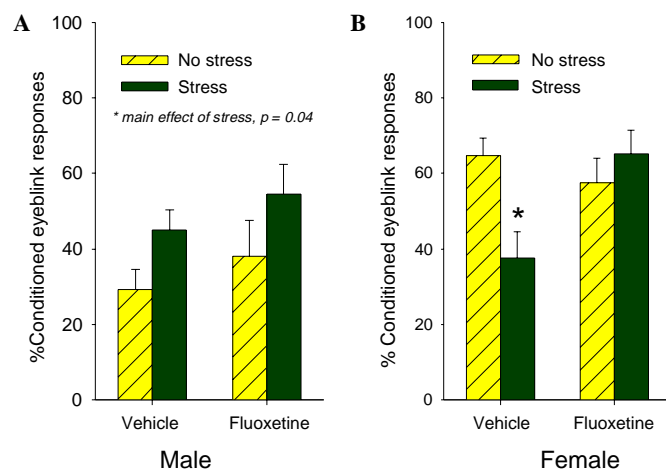 A
%Conditioned eyeblink responses
100
80
60
40
20
0
No stress
Stress
* main effect of stress, p = 0.04
Vehicle
Fluoxetine
Male
B
% Conditioned eyeblink responses
100
80
60
40
20
0
No stress
Stress
*
Vehicle
Fluoxetine
Female